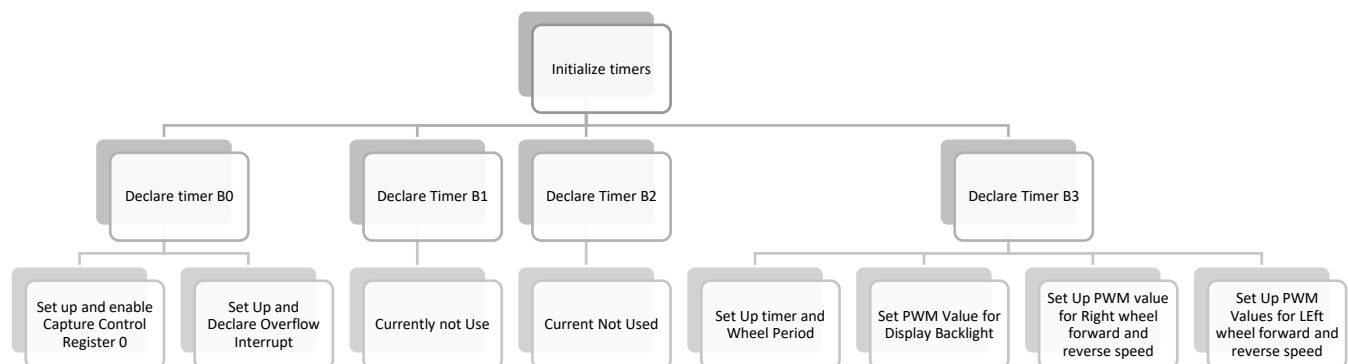 Initialize timers
Declare timer B0
Declare Timer B1
Declare Timer B2
Declare Timer B3
Set up and enable
Capture Control
Register 0
Set Up and
Declare Overflow
Interrupt
Currently not Use
Current Not Used
Set Up timer and
Wheel Period
Set PWM Value for
Display Backlight
Set Up PWM value
for Right wheel
forward and
reverse speed
Set Up PWM
Values for LEft
wheel forward and
reverse speed